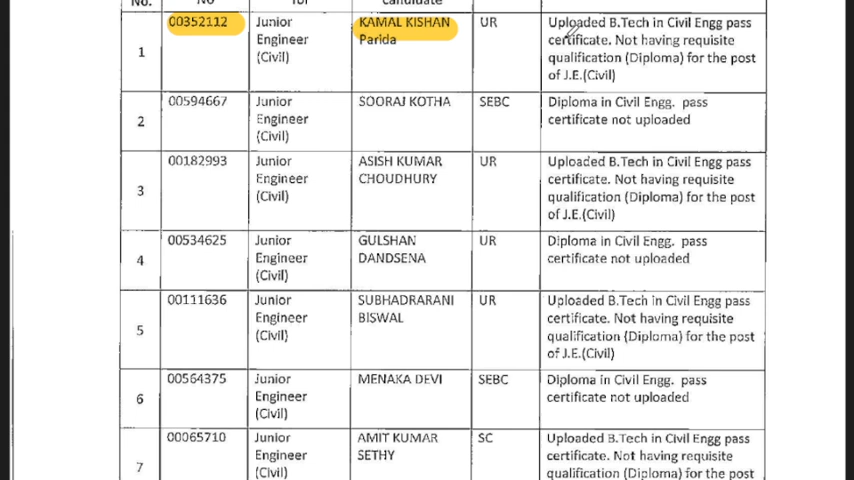 No.
No
for
candidate
1
00352112
Junior
Engineer
(Civil)
KAMAL KISHAN
Parida
UR
Uploaded B.Tech in Civil Engg pass
certificate. Not having requisite
qualification (Diploma) for the post
of J.E.(Civil)
2
00594667
Junior
Engineer
(Civil)
SOORAJ KOTHA
SEBC
Diploma in Civil Engg. pass
certificate not uploaded
3
00182993
Junior
Engineer
(Civil)
ASISH KUMAR
CHOUDHURY
UR
Uploaded B.Tech in Civil Engg pass
certificate. Not having requisite
qualification (Diploma) for the post
of J.E.(Civil)
4
00534625
Junior
Engineer
(Civil)
GULSHAN
DANDSENA
UR
Diploma in Civil Engg. pass
certificate not uploaded
5
00111636
Junior
Engineer
(Civil)
SUBHADRARANI
BISWAL
UR
Uploaded B.Tech in Civil Engg pass
certificate. Not having requisite
qualification (Diploma) for the post
of J.E.(Civil)
6
00564375
Junior
Engineer
(Civil)
MENAKA DEVI
SEBC
Diploma in Civil Engg. pass
certificate not uploaded
7
00065710
Junior
Engineer
(Civil)
AMIT KUMAR
SETHY
SC
Uploaded B.Tech in Civil Engg pass
certificate. Not having requisite
qualification (Diploma) for the post